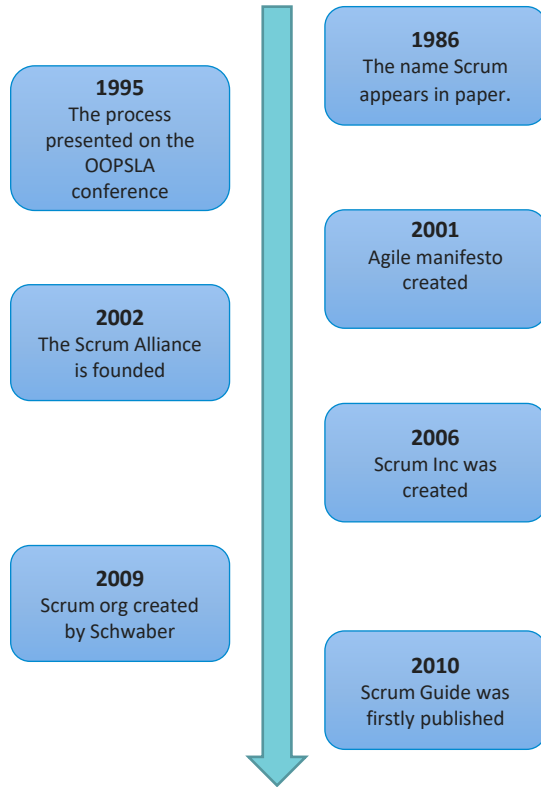 1986
The name Scrum
appears in paper.
1995
The process
presented on the
OOPSLA
conference
2001
Agile manifesto
created
2002
The Scrum Alliance
is founded
2006
Scrum Inc was
created
2009
Scrum org created
by Schwaber
2010
Scrum Guide was
firstly published